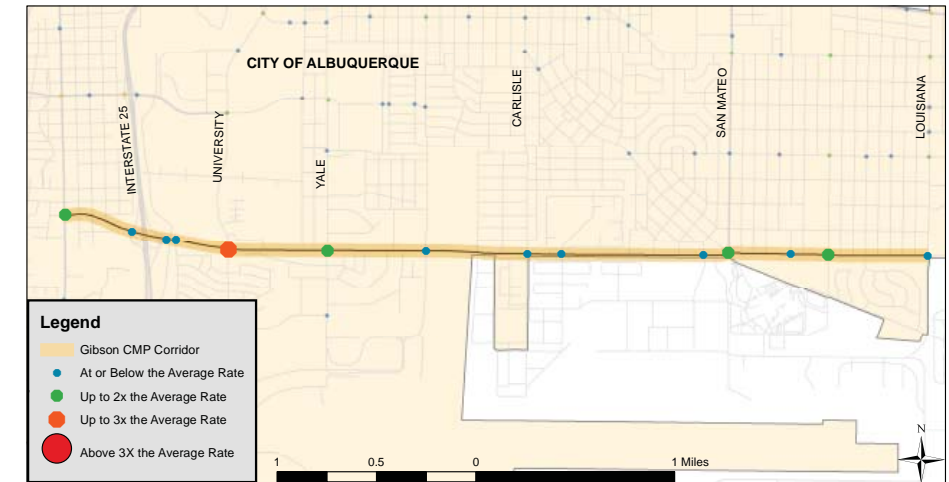 CITY OF ALBUQUERQUE
INTERSTATE 25
UNIVERSITY
YALE
CARLISLE
SAN MATEO
LOUISIANA
Legend
Gibson CMP Corridor
At or Below the Average Rate
Up to 2x the Average Rate
Up to 3x the Average Rate
Above 3X the Average Rate
1 0.5 0 1 Miles
N